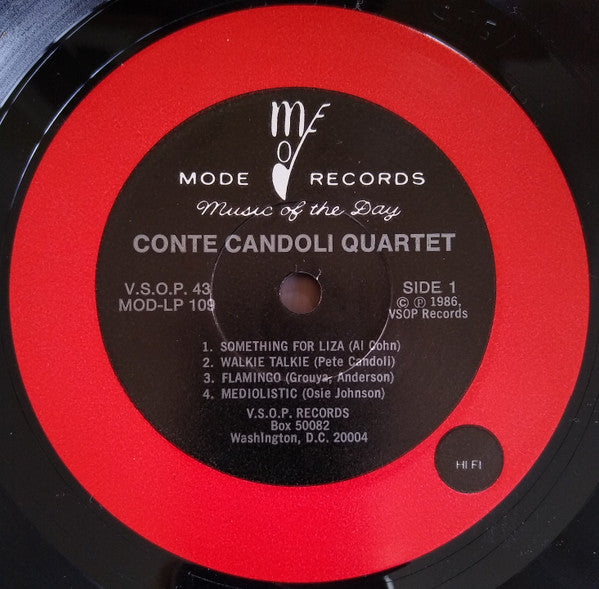 MODE
MODE RECORDS
Music of the Day
CONTE CANDOLI QUARTET
V.S.O.P. 43 SIDE 1
MOD-LP 109 © ℗ 1986,
VSOP Records
1. SOMETHING FOR LIZA (Al Cohn)
2. WALKIE TALKIE (Pete Candoli)
3. FLAMINGO (Grouya, Anderson)
4. MEDIOLISTIC (Osie Johnson)
V.S.O.P. RECORDS
Box 50082
Washington, D.C. 20004
HI FI